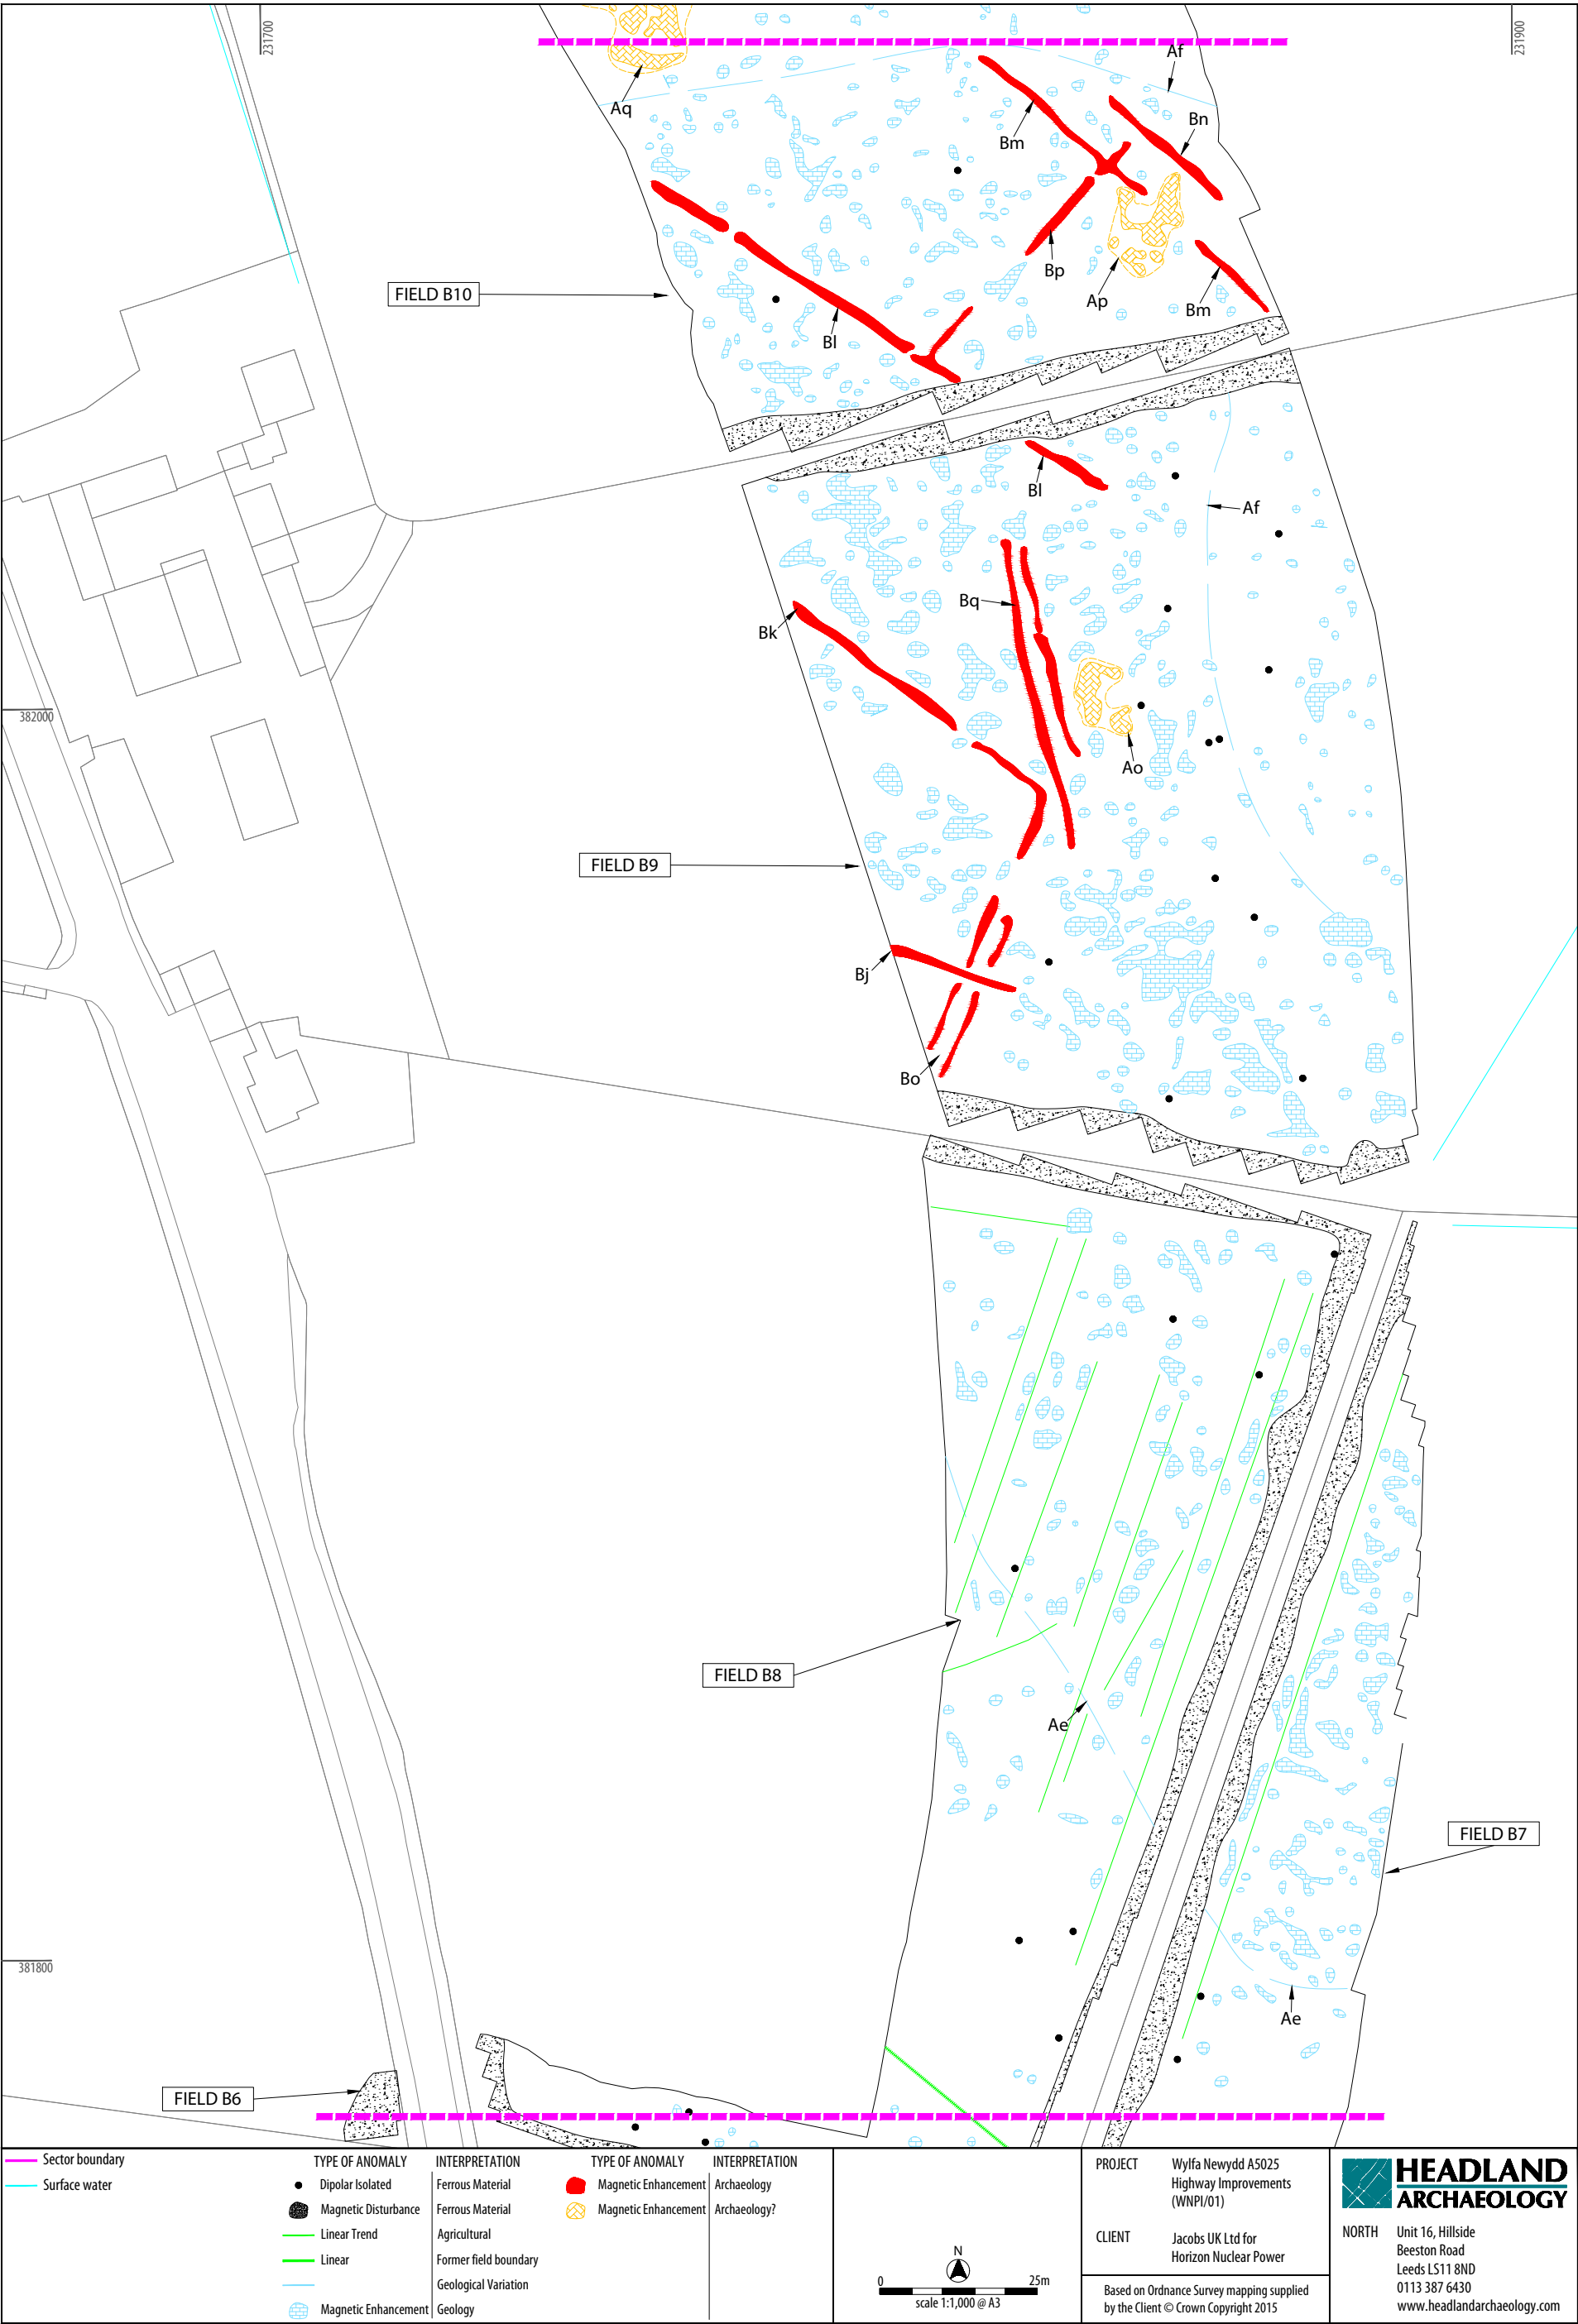 231700
231900
Af
Aq
Bm
Bn
Bp
Ap
Bm
FIELD B10
Bl
Bl
Af
Bq
Bk
382000
Ao
FIELD B9
Bj
Bo
FIELD B8
Ae
FIELD B7
381800
Ae
FIELD B6
Sector boundary
Surface water
TYPE OF ANOMALY INTERPRETATION
Dipolar Isolated Ferrous Material
Magnetic Disturbance Ferrous Material
Linear Trend Agricultural
Linear Former field boundary
Geological Variation
Magnetic Enhancement Geology
TYPE OF ANOMALY INTERPRETATION
Magnetic Enhancement Archaeology
Magnetic Enhancement Archaeology?
N
0 25m
scale 1:1,000 @ A3
PROJECT Wylfa Newydd A5025
Highway Improvements
(WNPI/01)
CLIENT Jacobs UK Ltd for
Horizon Nuclear Power
Based on Ordnance Survey mapping supplied
by the Client © Crown Copyright 2015
HEADLAND
ARCHAEOLOGY
NORTH Unit 16, Hillside
Beeston Road
Leeds LS11 8ND
0113 387 6430
www.headlandarchaeology.com